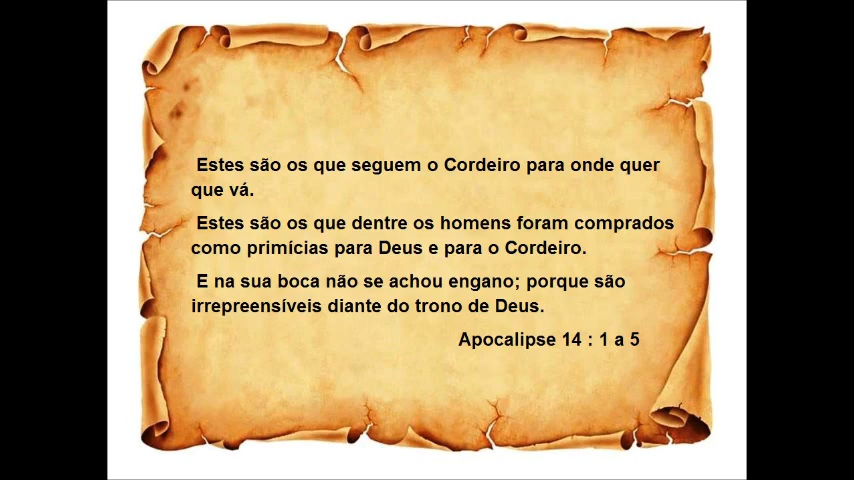 Estes são os que seguem o Cordeiro para onde quer
que vá.
Estes são os que dentre os homens foram comprados
como primícias para Deus e para o Cordeiro.
E na sua boca não se achou engano; porque são
irrepreensíveis diante do trono de Deus.
Apocalipse 14 : 1 a 5